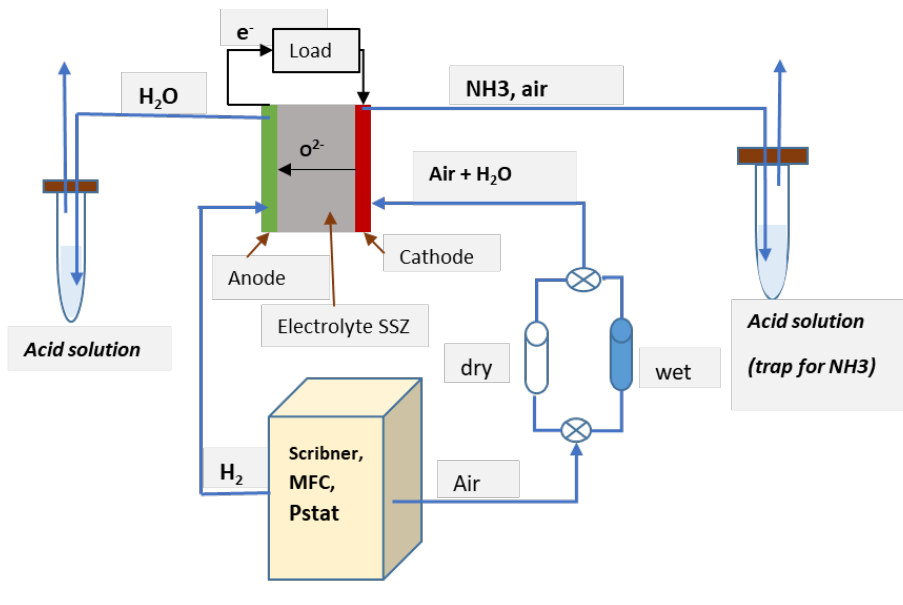 e⁻
Load
H₂O
NH3, air
O²⁻
Air + H₂O
Anode
Cathode
Electrolyte SSZ
Acid solution
Acid solution
(trap for NH3)
dry
wet
Scribner,
MFC,
Pstat
H₂
Air